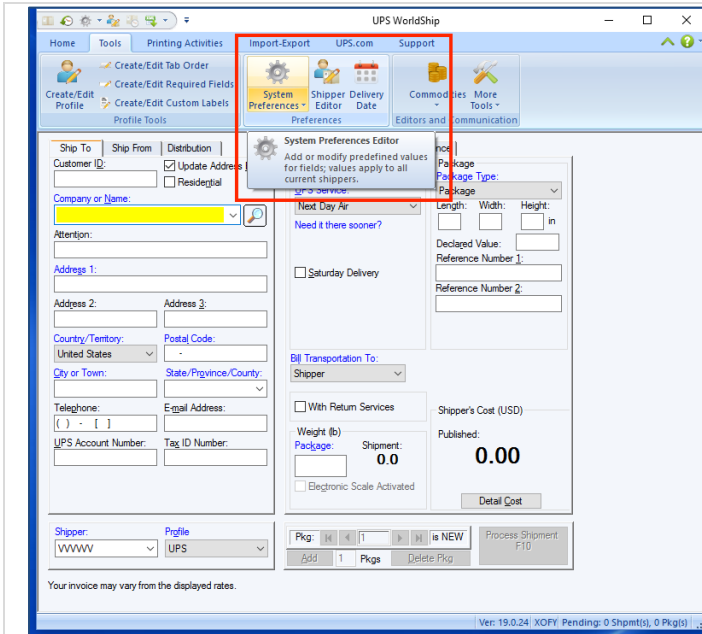 UPS WorldShip
Home Tools Printing Activities Import-Export UPS.com Support
Create/Edit Profile
Create/Edit Tab Order
Create/Edit Required Fields
Create/Edit Custom Labels
Profile Tools
System Preferences
Shipper Editor
Delivery Date
Preferences
Commodities
More Tools
Editors and Communication
System Preferences Editor
Add or modify predefined values
for fields; values apply to all
current shippers.
Ship To Ship From Distribution
Customer ID:
Update Address
Residential
Company or Name:
Attention:
Address 1:
Address 2: Address 3:
Country/Territory: Postal Code:
United States -
City or Town: State/Province/County:
Telephone: E-mail Address:
( ) - [ ]
UPS Account Number: Tax ID Number:
Shipper: Profile
VVVVVV UPS
Your invoice may vary from the displayed rates.
UPS Service:
Next Day Air
Need it there sooner?
Saturday Delivery
Bill Transportation To:
Shipper
With Return Services
Weight (lb)
Package: Shipment:
0.0
Electronic Scale Activated
Package
Package Type:
Package
Length: Width: Height:
in
Declared Value:
Reference Number 1:
Reference Number 2:
Shipper's Cost (USD)
Published:
0.00
Detail Cost
Pkg: 1 is NEW
Add 1 Pkgs Delete Pkg
Process Shipment
F10
Ver: 19.0.24 XOFY Pending: 0 Shpmt(s), 0 Pkg(s)